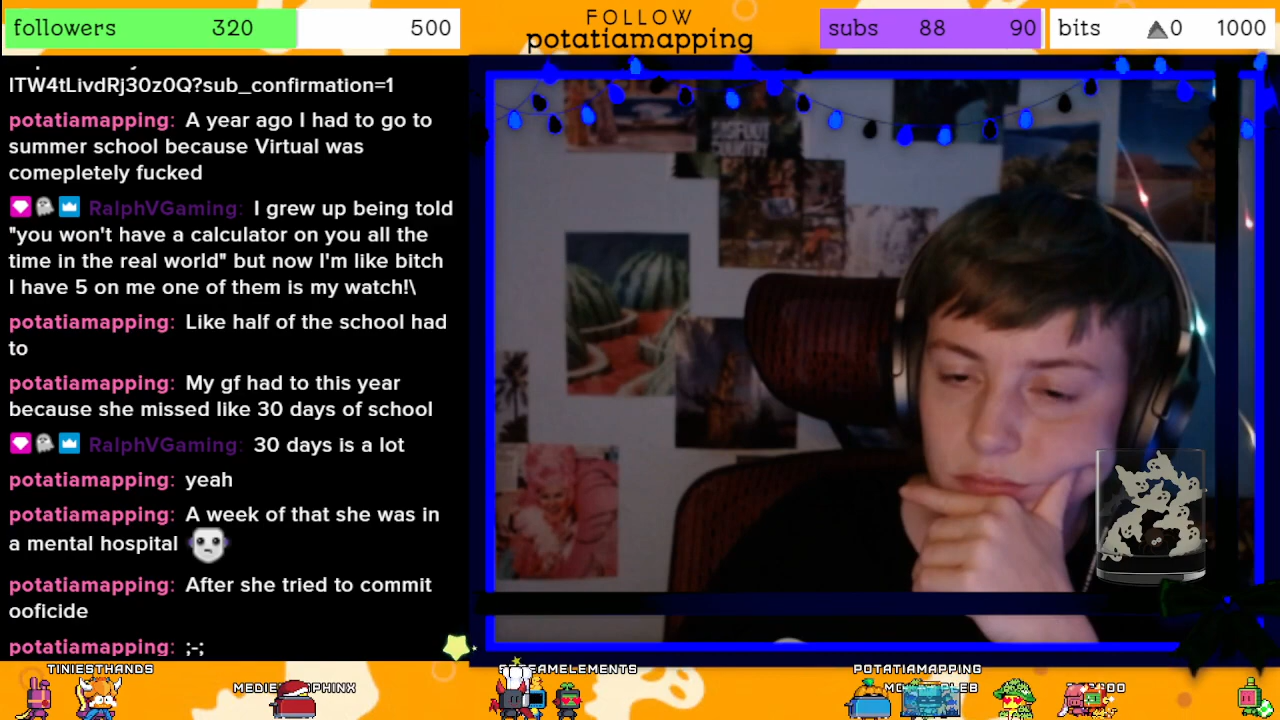 followers 320 500
FOLLOW
potatiamapping
subs 88 90
bits 0 1000
ITW4tLivdRj30z0Q?sub_confirmation=1
potatiamapping: A year ago I had to go to
summer school because Virtual was
comepletely fucked
RalphVGaming: I grew up being told
"you won't have a calculator on you all the
time in the real world" but now I'm like bitch
I have 5 on me one of them is my watch!\
potatiamapping: Like half of the school had
to
potatiamapping: My gf had to this year
because she missed like 30 days of school
RalphVGaming: 30 days is a lot
potatiamapping: yeah
potatiamapping: A week of that she was in
a mental hospital
potatiamapping: After she tried to commit
ooficide
potatiamapping: ;-;
BIGFOOT
COUNTRY
TINIESTHANDS
POTATIAMAPPING